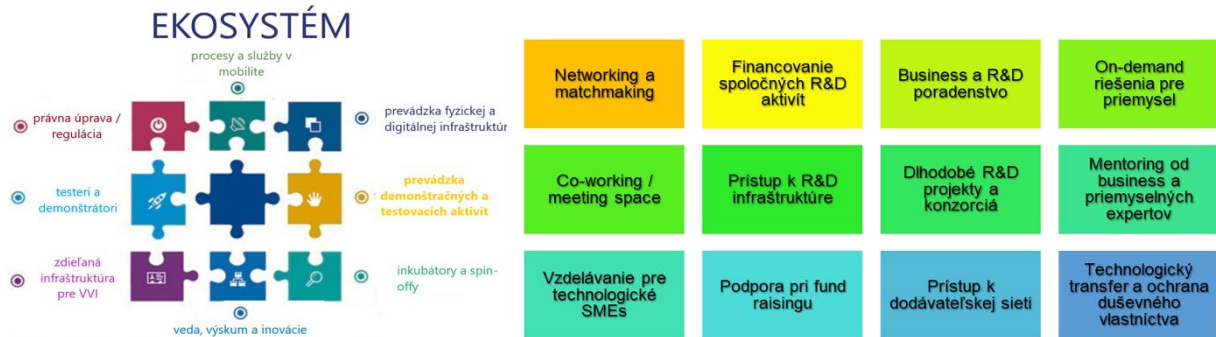 EKOSYSTÉM
procesy a služby v
mobilite
právna úprava /
regulácia
prevádzka fyzickej a
digitálnej infraštruktúr
testeri a
demonštrátori
prevádzka
demonštračných a
testovacích aktivít
zdieľaná
infraštruktúra
pre VVI
inkubátory a spin-
offy
veda, výskum a inovácie
Networking a
matchmaking
Financovanie
spoločných R&D
aktivít
Business a R&D
poradenstvo
On-demand
riešenia pre
priemysel
Co-working /
meeting space
Prístup k R&D
infraštruktúre
Dlhodobé R&D
projekty a
konzorciá
Mentoring od
business a
priemyselných
expertov
Vzdelávanie pre
technologické
SMEs
Podpora pri fund
raisingu
Prístup k
dodávateľskej sieti
Technologický
transfer a ochrana
duševného
vlastníctva